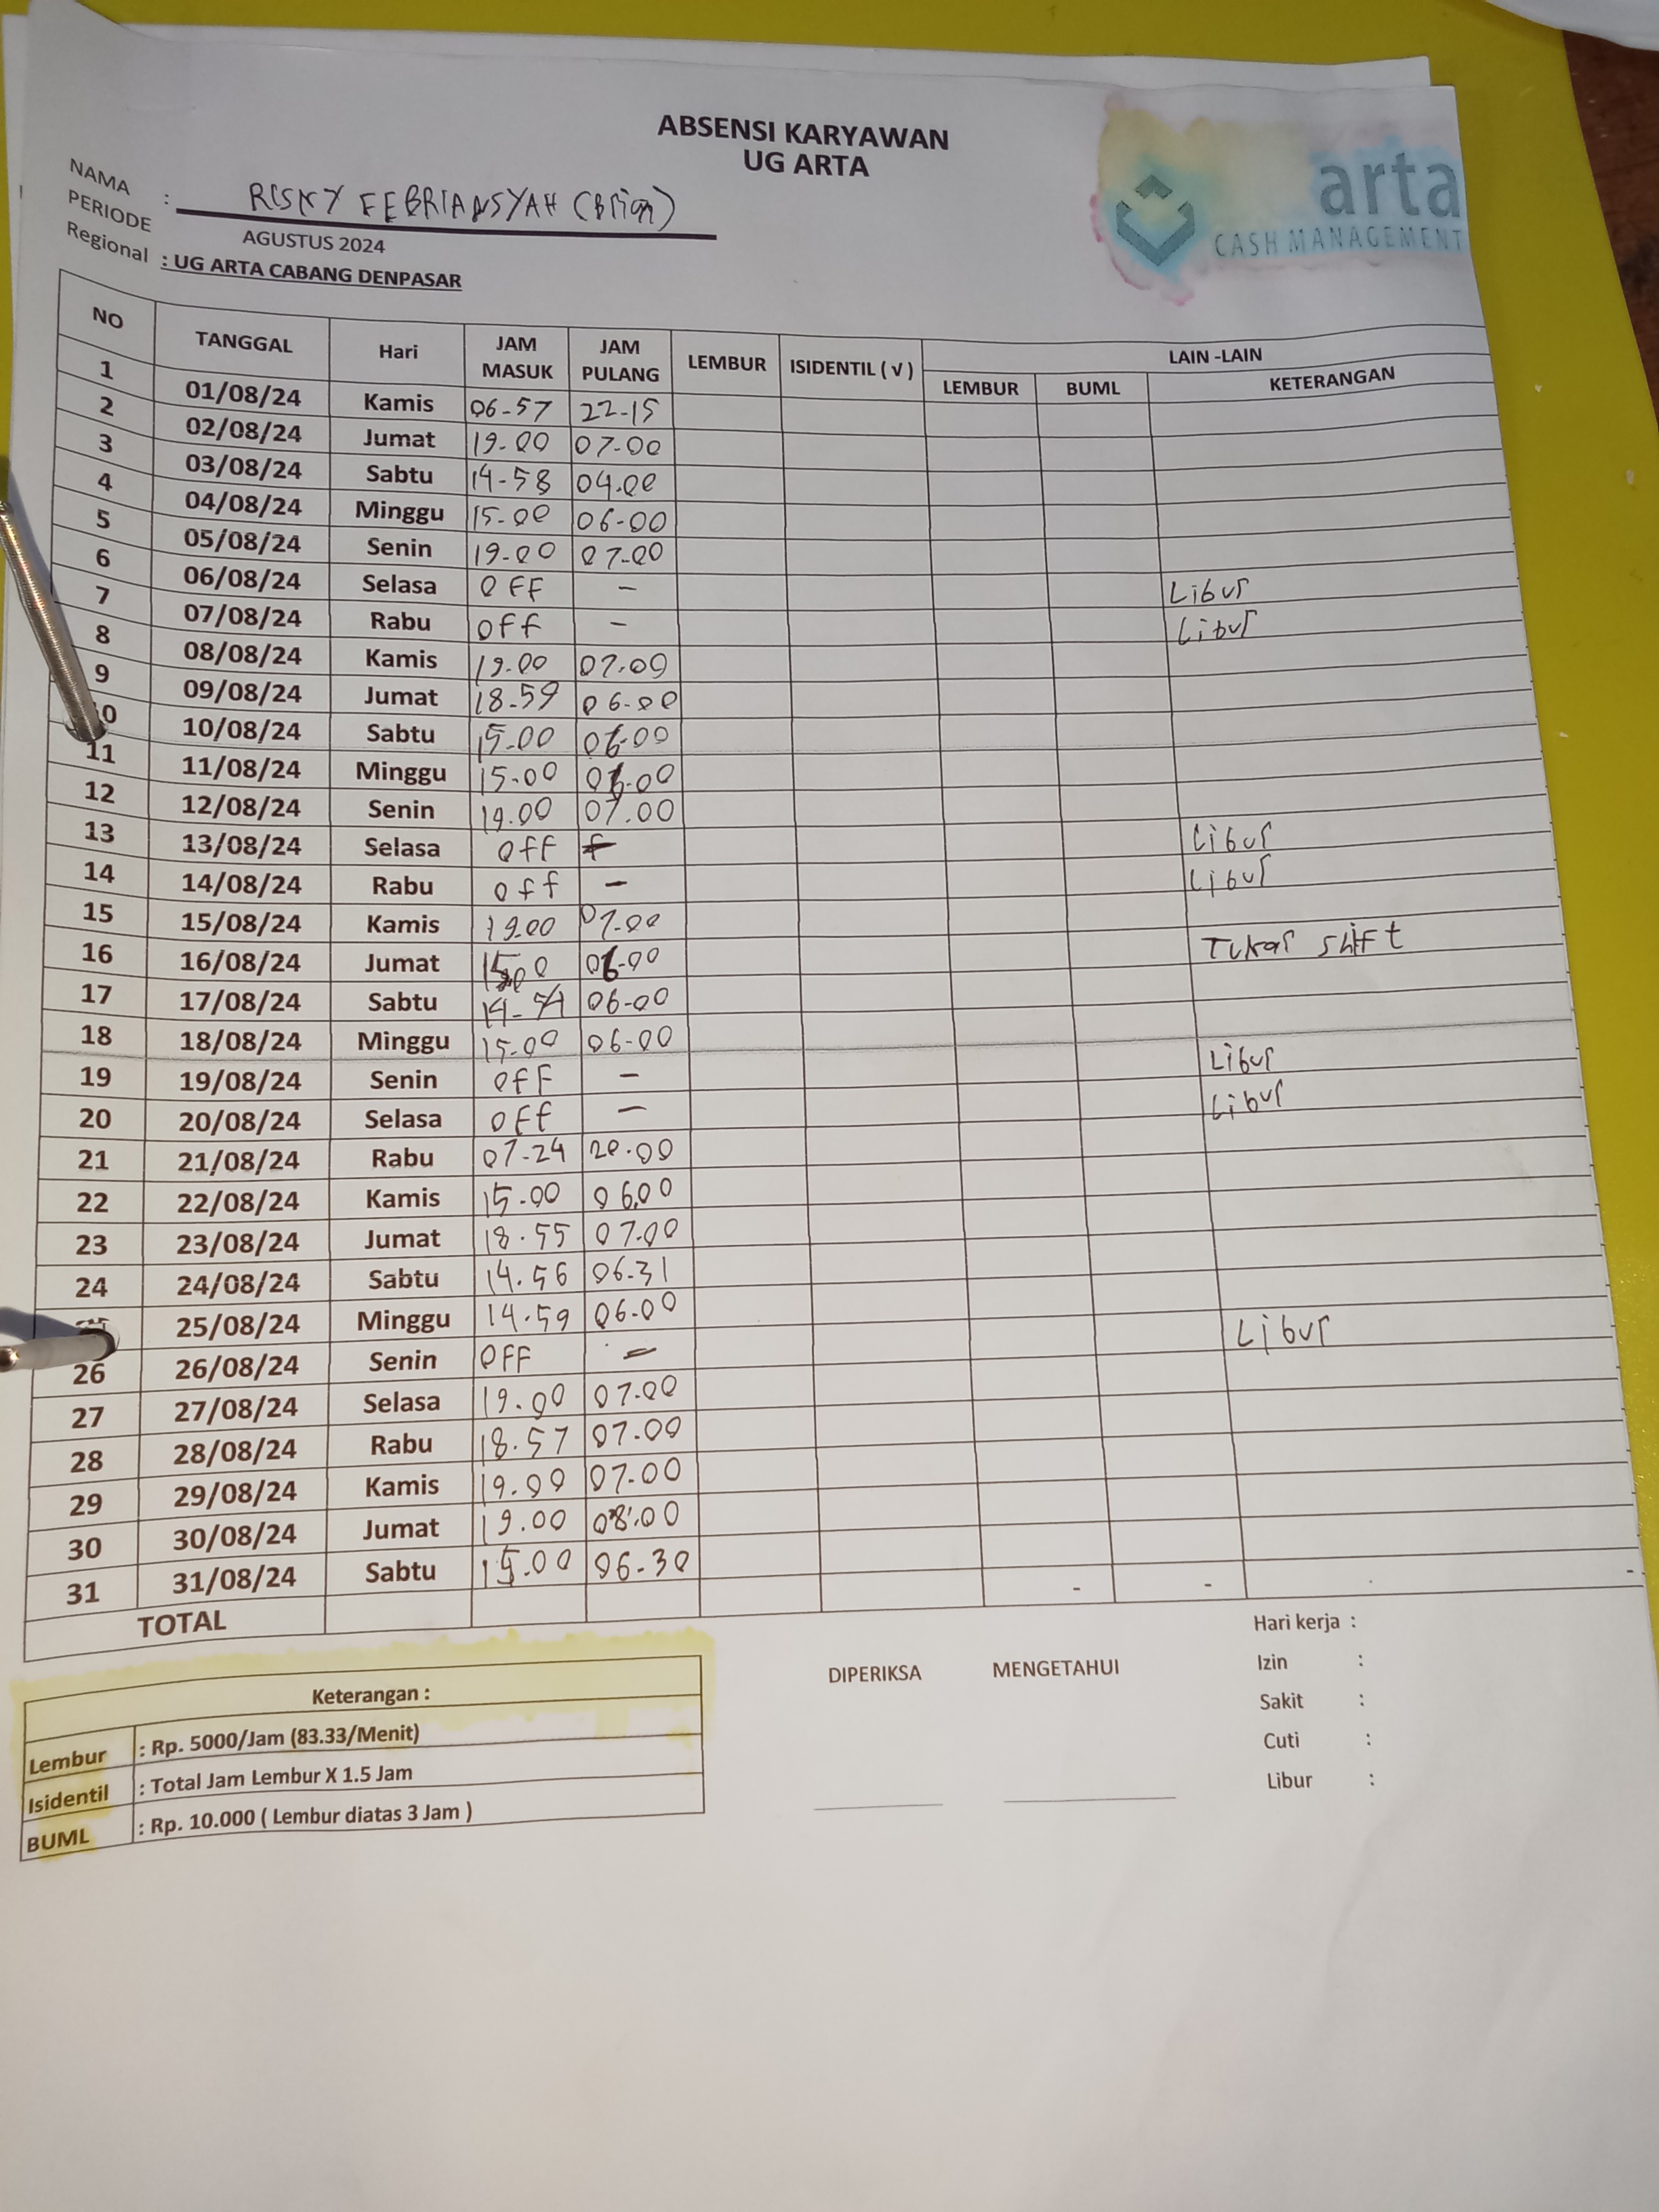 ABSENSI KARYAWAN
UG ARTA
arta
CASH MANAGEMENT
NAMA : RISKY FEBRIANSYAH (Brian)
PERIODE AGUSTUS 2024
Regional : UG ARTA CABANG DENPASAR
NO TANGGAL Hari JAM MASUK JAM PULANG LEMBUR ISIDENTIL ( √ ) LAIN -LAIN
LEMBUR BUML KETERANGAN
1 01/08/24 Kamis 06-57 22-15
2 02/08/24 Jumat 19-00 07-00
3 03/08/24 Sabtu 14-58 04.00
4 04/08/24 Minggu 15-00 06-00
5 05/08/24 Senin 19-00 07-00
6 06/08/24 Selasa OFF - Libur
7 07/08/24 Rabu OFF - Libur
8 08/08/24 Kamis 19.00 07.00
9 09/08/24 Jumat 18-59 06-00
10 10/08/24 Sabtu 15-00 06-00
11 11/08/24 Minggu 15-00 06-00
12 12/08/24 Senin 19.00 07.00
13 13/08/24 Selasa OFF Libur
14 14/08/24 Rabu OFF - Libur
15 15/08/24 Kamis 19.00 07-00
16 16/08/24 Jumat 06-00 Tukar shift
17 17/08/24 Sabtu 06-00
18 18/08/24 Minggu 15-00 06-00
19 19/08/24 Senin OFF - Libur
20 20/08/24 Selasa OFF - Libur
21 21/08/24 Rabu 07-24 20.00
22 22/08/24 Kamis 15-00 06.00
23 23/08/24 Jumat 18.55 07.00
24 24/08/24 Sabtu 14.56 06.31
25/08/24 Minggu 14.59 06-00
26 26/08/24 Senin OFF - Libur
27 27/08/24 Selasa 19.00 07-00
28 28/08/24 Rabu 18.57 07.00
29 29/08/24 Kamis 19.00 07-00
30 30/08/24 Jumat 19.00 08.00
31 31/08/24 Sabtu 15.00 06-30
TOTAL - - -
Keterangan :
Lembur : Rp. 5000/Jam (83.33/Menit)
Isidentil : Total Jam Lembur X 1.5 Jam
BUML : Rp. 10.000 ( Lembur diatas 3 Jam )
DIPERIKSA MENGETAHUI
Hari kerja :
Izin :
Sakit :
Cuti :
Libur :